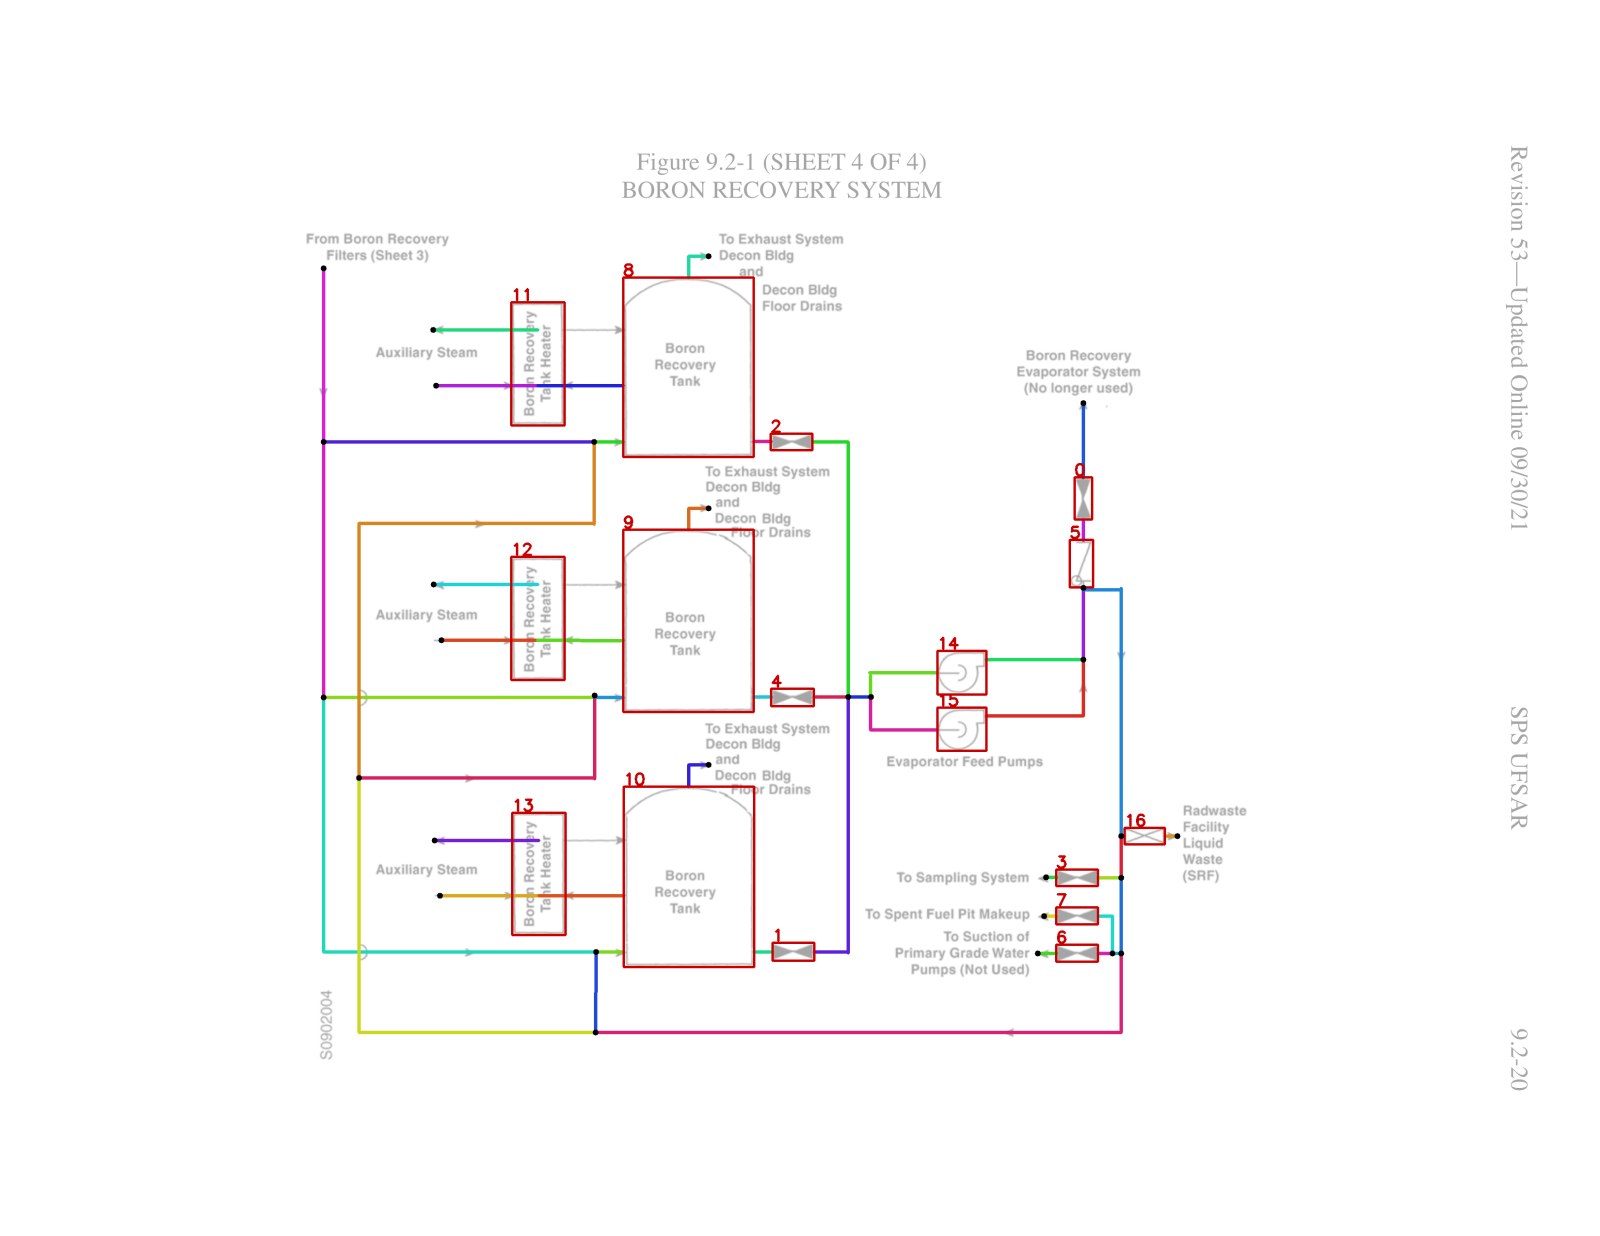 Figure 9.2-1 (SHEET 4 OF 4)
BORON RECOVERY SYSTEM
From Boron Recovery
Filters (Sheet 3)
To Exhaust System
Decon Bldg
and
Decon Bldg
Floor Drains
8
11
Boron Recovery
Tank Heater
Auxiliary Steam
Boron
Recovery
Tank
2
Boron Recovery
Evaporator System
(No longer used)
0
5
To Exhaust System
Decon Bldg
and
Decon Bldg
Floor Drains
9
12
Boron Recovery
Tank Heater
Auxiliary Steam
Boron
Recovery
Tank
4
14
15
Evaporator Feed Pumps
To Exhaust System
Decon Bldg
and
Decon Bldg
Floor Drains
10
13
Boron Recovery
Tank Heater
Auxiliary Steam
Boron
Recovery
Tank
1
16
Radwaste
Facility
Liquid
Waste
(SRF)
3
To Sampling System
7
To Spent Fuel Pit Makeup
6
To Suction of
Primary Grade Water
Pumps (Not Used)
S0902004
Revision 53—Updated Online 09/30/21
SPS UFSAR
9.2-20